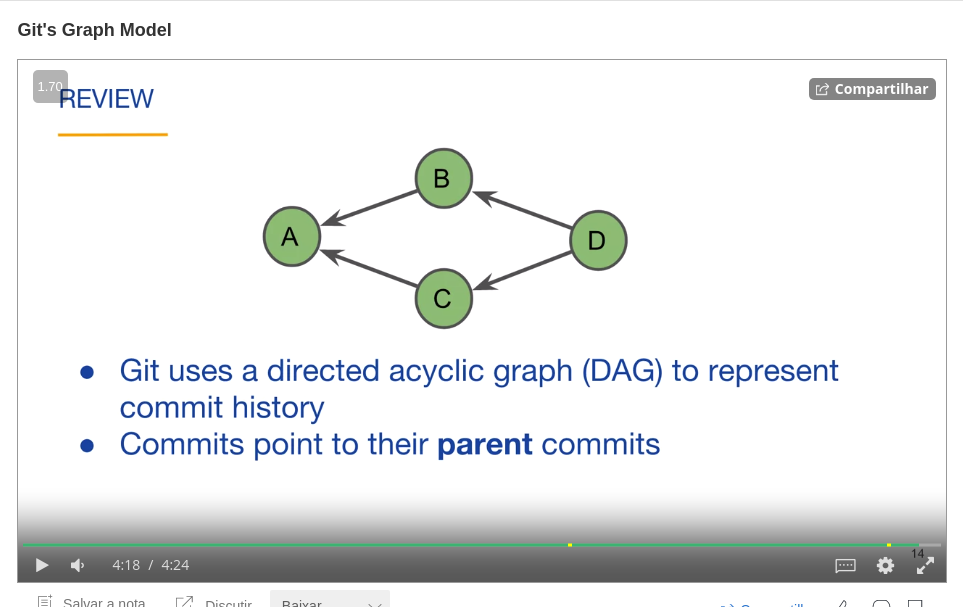 Git's Graph Model
1.70
REVIEW
Compartilhar
B
A
D
C
● Git uses a directed acyclic graph (DAG) to represent
commit history
● Commits point to their parent commits
14
4:18 / 4:24
Salvar a nota
Discutir
Baixar